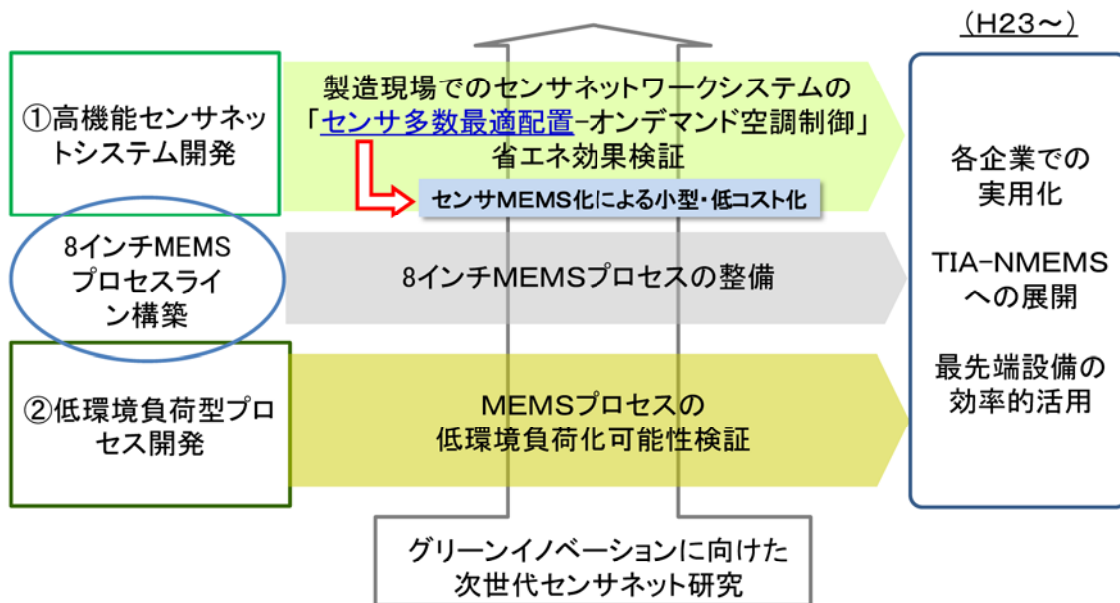 (H23～)
①高機能センサネッ
トシステム開発
製造現場でのセンサネットワークシステムの
「センサ多数最適配置-オンデマンド空調制御」
省エネ効果検証
センサMEMS化による小型・低コスト化
8インチMEMS
プロセスライ
ン構築
8インチMEMSプロセスの整備
②低環境負荷型プロ
セス開発
MEMSプロセスの
低環境負荷化可能性検証
各企業での
実用化
TIA-NMEMS
への展開
最先端設備の
効率的活用
グリーンイノベーションに向けた
次世代センサネット研究